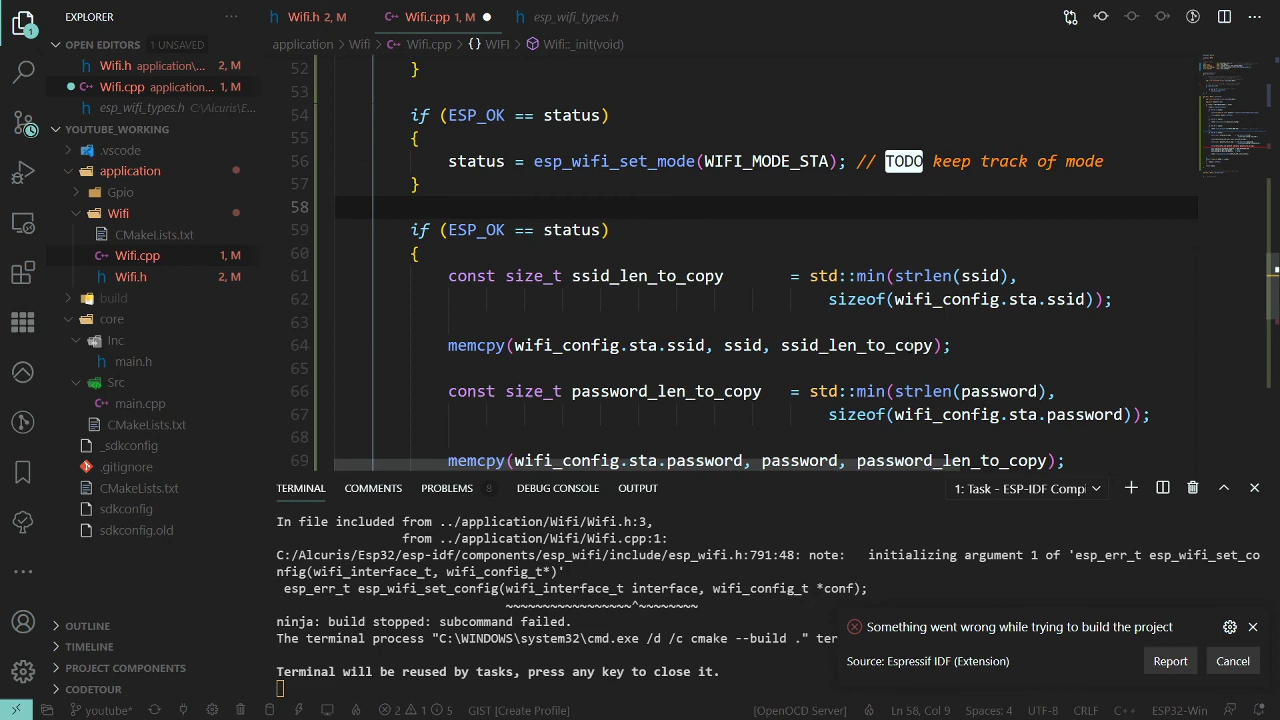 EXPLORER
OPEN EDITORS 1 UNSAVED
Wifi.h application\... 2, M
Wifi.cpp application... 1, M
esp_wifi_types.h C:\Alcuris\E...
YOUTUBE_WORKING
.vscode
application
Gpio
Wifi
CMakeLists.txt
Wifi.cpp 1, M
Wifi.h 2, M
build
core
Inc
main.h
Src
main.cpp
CMakeLists.txt
_sdkconfig
.gitignore
CMakeLists.txt
sdkconfig
sdkconfig.old
OUTLINE
TIMELINE
PROJECT COMPONENTS
CODETOUR
Wifi.h 2, M
Wifi.cpp 1, M
esp_wifi_types.h
application > Wifi > Wifi.cpp > {} WIFI > Wifi::_init(void)
52 }
53
54 if (ESP_OK == status)
55 {
56 status = esp_wifi_set_mode(WIFI_MODE_STA); // TODO keep track of mode
57 }
58
59 if (ESP_OK == status)
60 {
61 const size_t ssid_len_to_copy = std::min(strlen(ssid),
62 sizeof(wifi_config.sta.ssid));
63
64 memcpy(wifi_config.sta.ssid, ssid, ssid_len_to_copy);
65
66 const size_t password_len_to_copy = std::min(strlen(password),
67 sizeof(wifi_config.sta.password));
68
69 memcpy(wifi_config.sta.password, password, password_len_to_copy);
TERMINAL COMMENTS PROBLEMS 8 DEBUG CONSOLE OUTPUT 1: Task - ESP-IDF Compi
In file included from ../application/Wifi/Wifi.h:3,
from ../application/Wifi/Wifi.cpp:1:
C:/Alcuris/Esp32/esp-idf/components/esp_wifi/include/esp_wifi.h:791:48: note: initializing argument 1 of 'esp_err_t esp_wifi_set_co
nfig(wifi_interface_t, wifi_config_t*)'
esp_err_t esp_wifi_set_config(wifi_interface_t interface, wifi_config_t *conf);
~~~~~~~~~~~~~~~~~^~~~~~~~~
ninja: build stopped: subcommand failed.
The terminal process "C:\WINDOWS\system32\cmd.exe /d /c cmake --build ." ter
Terminal will be reused by tasks, press any key to close it.
Something went wrong while trying to build the project
Source: Espressif IDF (Extension)
Report Cancel
youtube* 2 1 5 GIST [Create Profile] [OpenOCD Server] Ln 58, Col 9 Spaces: 4 UTF-8 CRLF C++ ESP32-Win